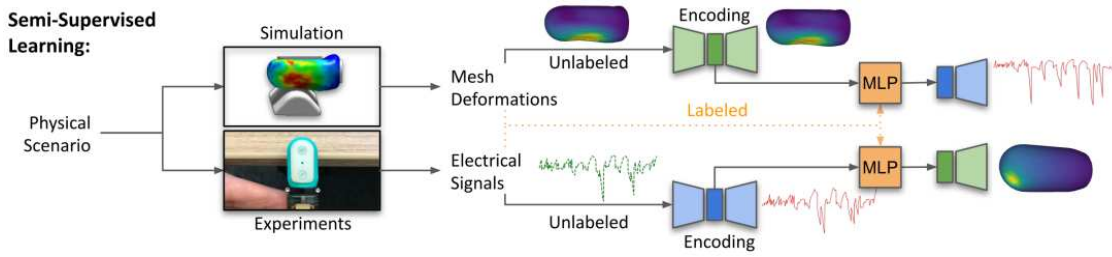 Semi-Supervised
Learning:
Simulation
Physical
Scenario
Experiments
Mesh
Deformations
Electrical
Signals
Unlabeled
Encoding
Labeled
Unlabeled
Encoding
MLP
MLP